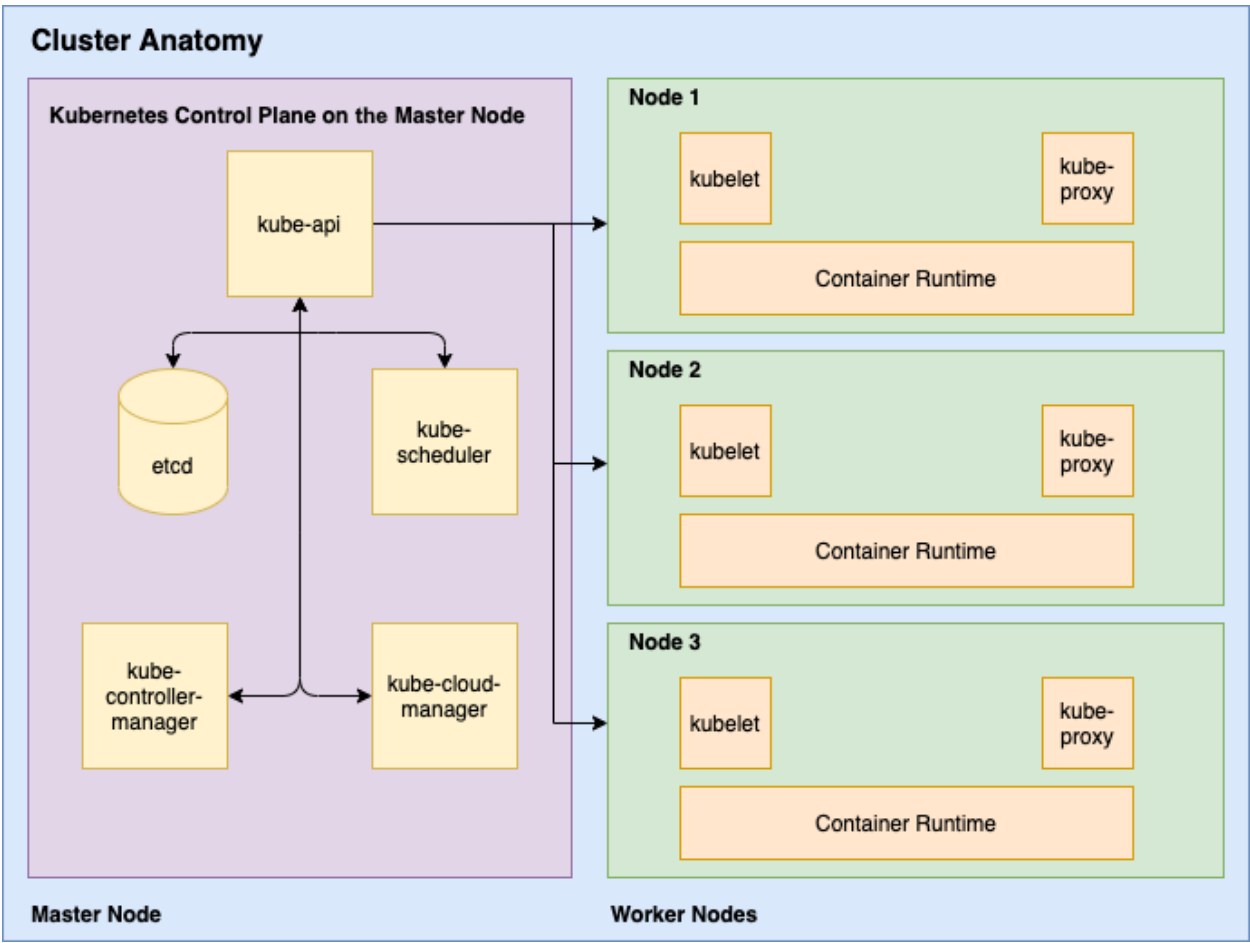 Cluster Anatomy
Kubernetes Control Plane on the Master Node
kube-api
etcd
kube-
scheduler
kube-
controller-
manager
kube-cloud-
manager
Master Node
Node 1
kubelet
kube-
proxy
Container Runtime
Node 2
kubelet
kube-
proxy
Container Runtime
Node 3
kubelet
kube-
proxy
Container Runtime
Worker Nodes